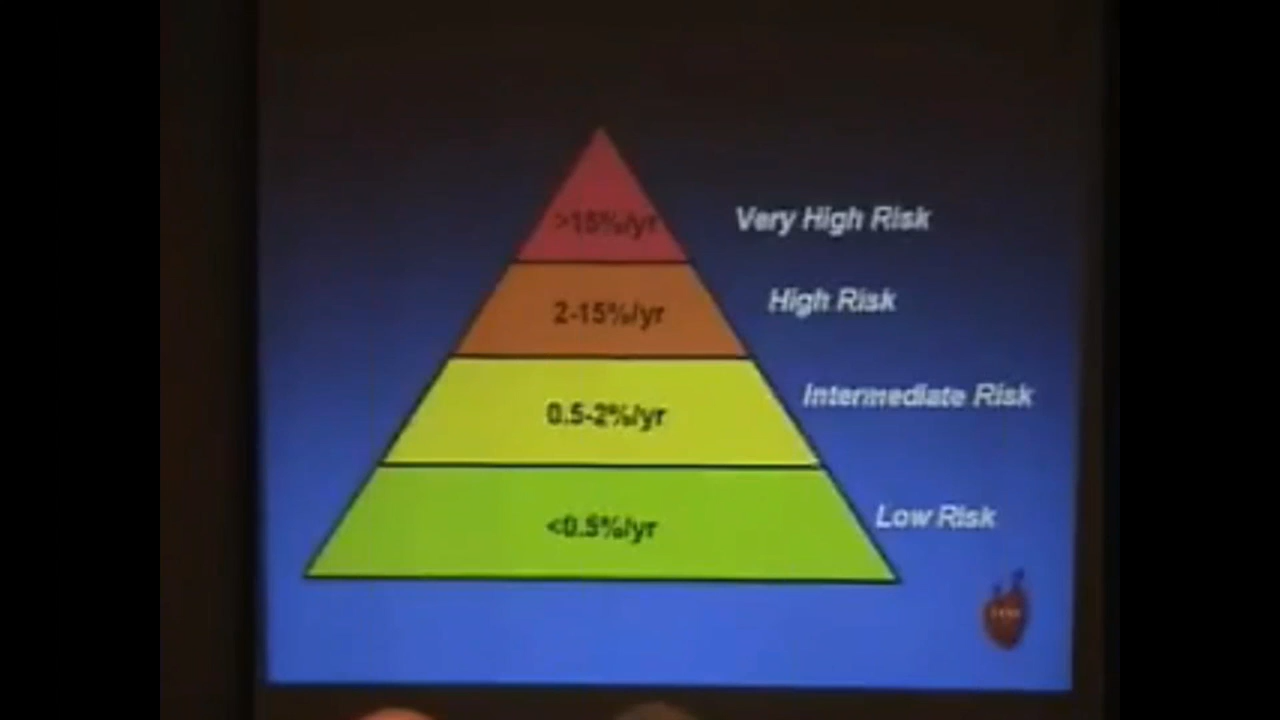 >15%/yr
Very High Risk
2-15%/yr
High Risk
0.5-2%/yr
Intermediate Risk
<0.5%/yr
Low Risk